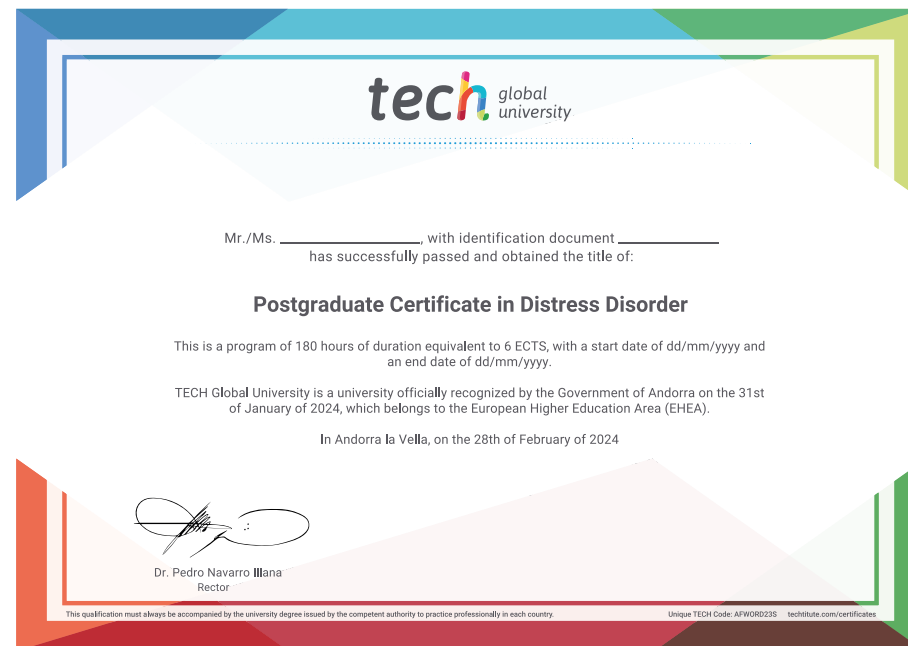 tech global university
Mr./Ms. ____________________, with identification document ______________
has successfully passed and obtained the title of:
Postgraduate Certificate in Distress Disorder
This is a program of 180 hours of duration equivalent to 6 ECTS, with a start date of dd/mm/yyyy and
an end date of dd/mm/yyyy.
TECH Global University is a university officially recognized by the Government of Andorra on the 31st
of January of 2024, which belongs to the European Higher Education Area (EHEA).
In Andorra la Vella, on the 28th of February of 2024
Dr. Pedro Navarro Illana
Rector
This qualification must always be accompanied by the university degree issued by the competent authority to practice professionally in each country.
Unique TECH Code: AFWORD23S techtitute.com/certificates